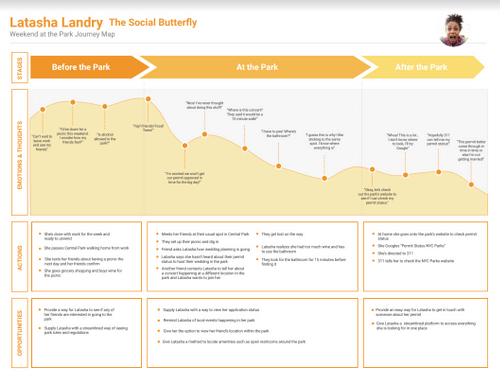 Latasha Landry The Social Butterfly
Weekend at the Park Journey Map
STAGES
Before the Park
At the Park
After the Park
EMOTIONS & THOUGHTS
"Can't wait to
leave work
and see my
friends"
"I'll be down for a
picnic this weekend.
I wonder how my
friends feel?"
"Is alcohol
allowed in the
park?"
"Yay! Friends! Food!
Twist!"
"I'm worried we won't get
our permit approved in
time for the big day!"
"Wow! I've never thought
about doing this stuff!"
"Where is this concert?
They said it would be a
10 minute walk!"
"I have to pee! Where's
the bathroom?"
"I guess this is why I like
sticking to the same
spot. I know where
everything is"
"Okay, let's check
out the park's website to
see if I can check my
permit status"
"Whoa! This is a lot.
I don't know where
to look, I'll try
Google"
"Hopefully 311
can tell me my
permit status"
"This permit better
come through in
time or else I'm
not getting married!"
ACTIONS
She's done with work for the week and
ready to unwind
She passes Central Park walking home from work
She texts her friends about having a picnic the
next day and her friends confirm
She goes grocery shopping and buys wine for
the picnic
Meets her friends at their usual spot in Central Park
They set up their picnic and dig in
Friend asks Latasha how wedding planning is going
Latasha says she hasn't heard about their permit
status to host their wedding in the park
Another friend contacts Latasha to tell her about
a concert happening at a different location in the
park and Latasha wants to join her
They get lost on the way
Latasha realizes she had too much wine and has
to use the bathroom
They look for the bathroom for 15 minutes before
finding it
At home she goes onto the park's website to check permit
status
She Googles "Permit Status NYC Parks"
She's directed to 311
311 tells her to check the NYC Parks website
OPPORTUNITIES
Provide a way for Latasha to see if any of
her friends are interested in going to the
park
Supply Latasha with a streamlined way of seeing
park rules and regulations
Supply Latasha with a way to view her application status
Remind Latasha of local events happening in her park
Give her the option to view her friend's location within the park
Give Latasha a method to locate amenities such as open restrooms around the park
Provide an easy way for Latasha to get in touch with
someone about her permit
Give Latasha a streamlined platform to access everything
she is looking for in one place